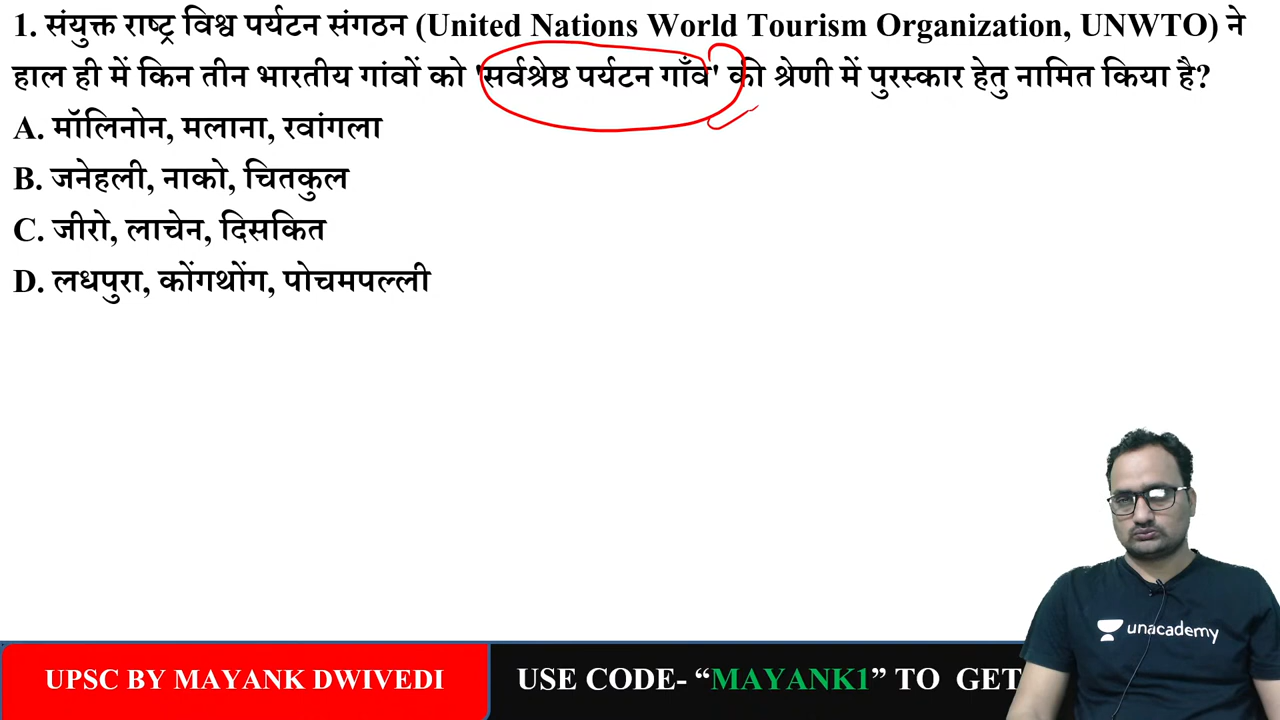 1. संयुक्त राष्ट्र विश्व पर्यटन संगठन (United Nations World Tourism Organization, UNWTO) ने
हाल ही में किन तीन भारतीय गांवों को 'सर्वश्रेष्ठ पर्यटन गाँव' की श्रेणी में पुरस्कार हेतु नामित किया है?
A. मॉलिनोन, मलाना, रवांगला
B. जनेहली, नाको, चितकुल
C. जीरो, लाचेन, दिसकित
D. लधपुरा, कोंगथोंग, पोचमपल्ली
unacademy
UPSC BY MAYANK DWIVEDI
USE CODE- “MAYANK1” TO GET